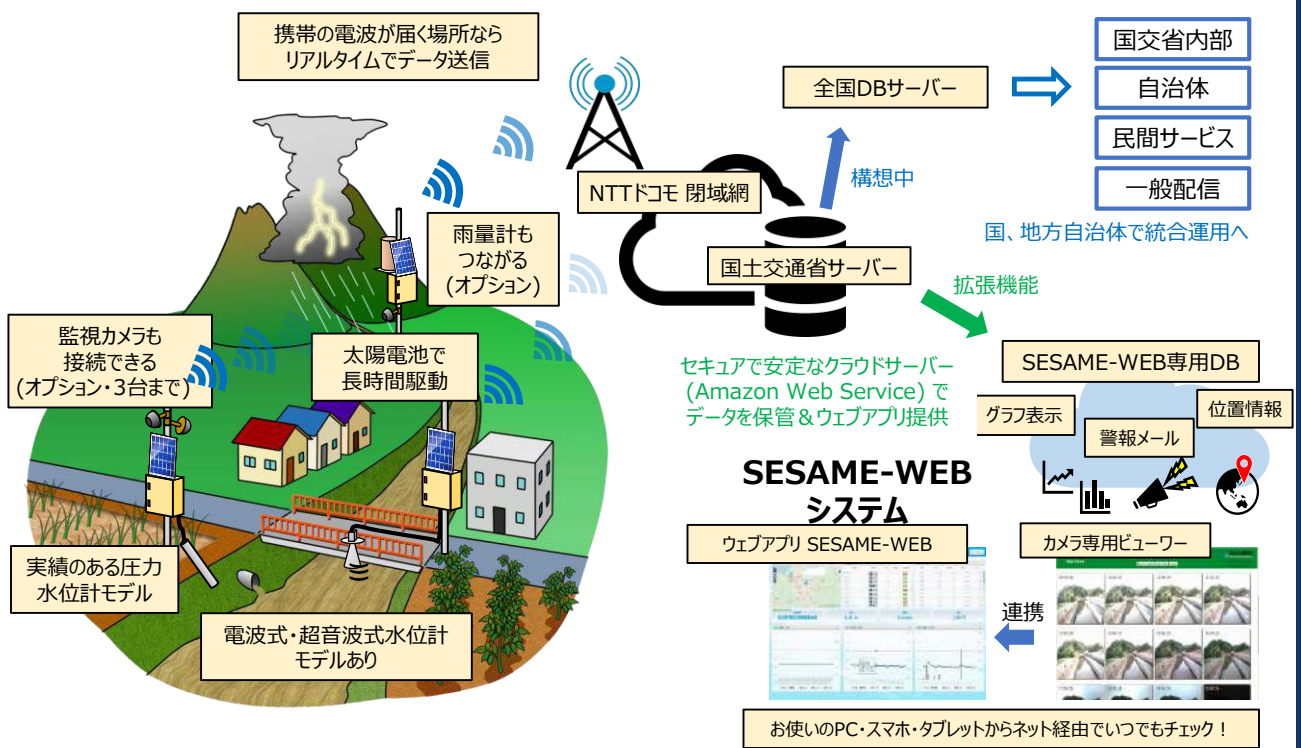 携帯の電波が届く場所なら
リアルタイムでデータ送信
国交省内部
全国DBサーバー
自治体
民間サービス
一般配信
構想中
NTTドコモ 閉域網
国、地方自治体で統合運用へ
雨量計も
つながる
(オプション)
国土交通省サーバー
拡張機能
監視カメラも
接続できる
(オプション・3台まで)
太陽電池で
長時間駆動
セキュアで安定なクラウドサーバー
(Amazon Web Service) で
データを保管&ウェブアプリ提供
SESAME-WEB専用DB
グラフ表示
位置情報
警報メール
SESAME-WEB
システム
ウェブアプリ SESAME-WEB
カメラ専用ビューワー
連携
実績のある圧力
水位計モデル
電波式・超音波式水位計
モデルあり
お使いのPC・スマホ・タブレットからネット経由でいつでもチェック！